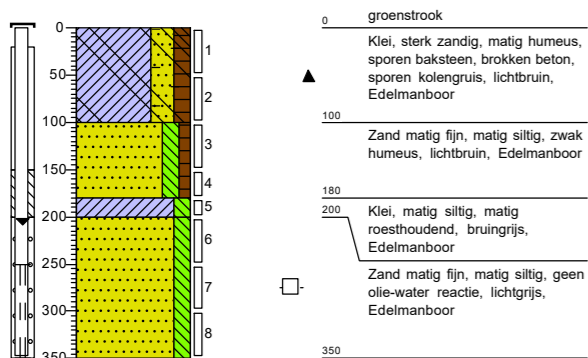 0
50
100
150
200
250
300
350
1
2
3
4
5
6
7
8
0
groenstrook
Klei, sterk zandig, matig humeus,
sporen baksteen, brokken beton,
sporen kolengruis, lichtbruin,
Edelmanboor
100
Zand matig fijn, matig siltig, zwak
humeus, lichtbruin, Edelmanboor
180
200
Klei, matig siltig, matig
roesthoudend, bruingrijs,
Edelmanboor
Zand matig fijn, matig siltig, geen
olie-water reactie, lichtgrijs,
Edelmanboor
350